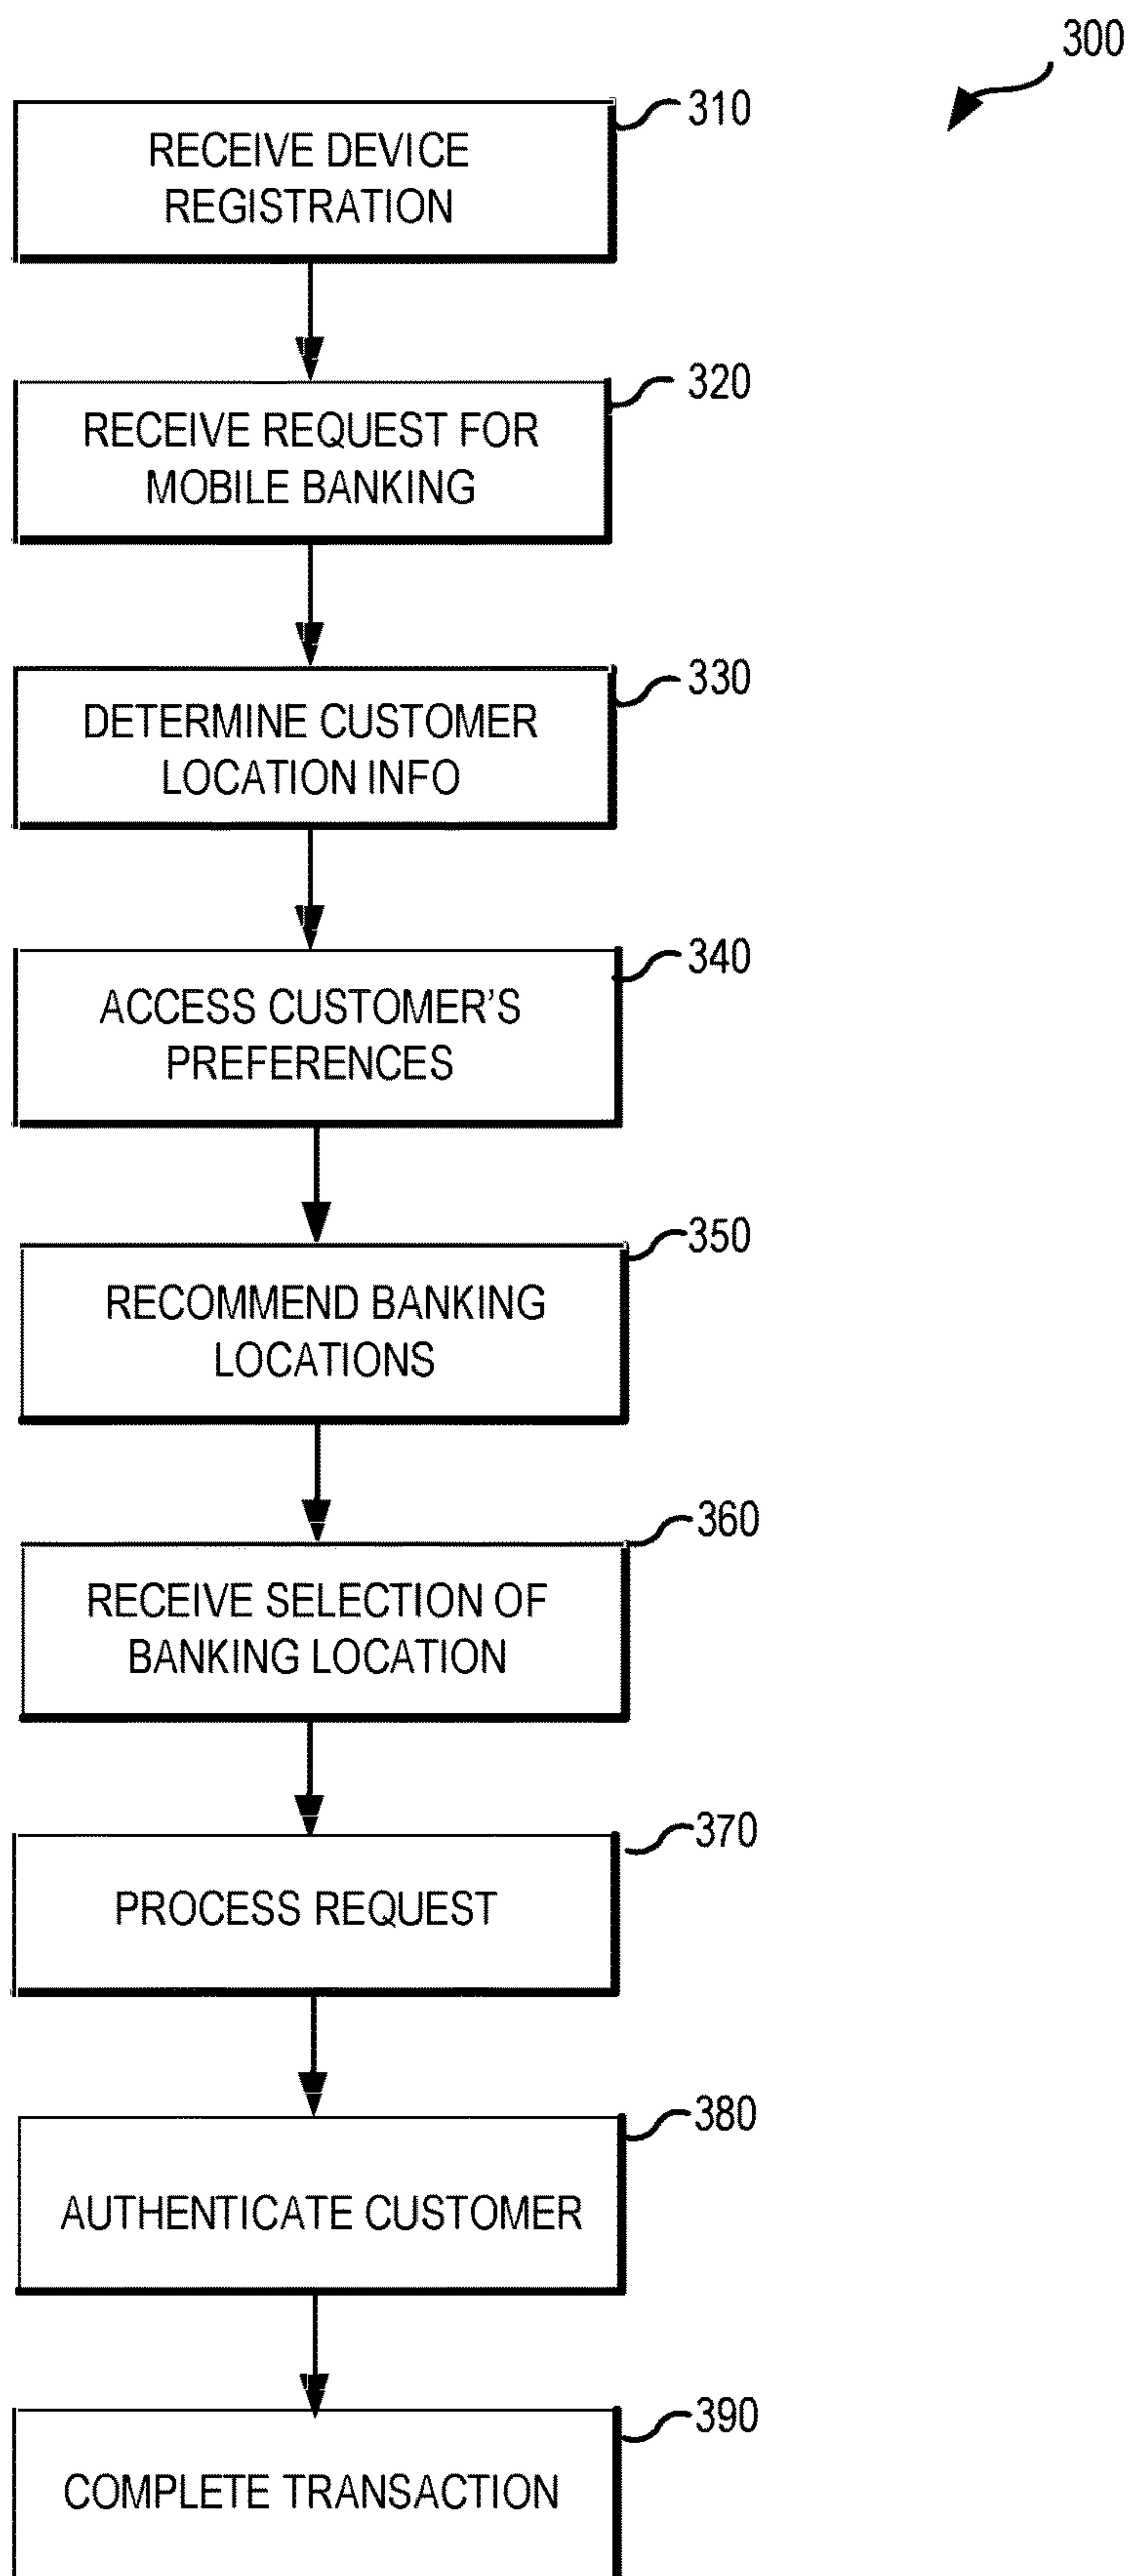 300
310
RECEIVE DEVICE
REGISTRATION
320
RECEIVE REQUEST FOR
MOBILE BANKING
330
DETERMINE CUSTOMER
LOCATION INFO
340
ACCESS CUSTOMER'S
PREFERENCES
350
RECOMMEND BANKING
LOCATIONS
360
RECEIVE SELECTION OF
BANKING LOCATION
370
PROCESS REQUEST
380
AUTHENTICATE CUSTOMER
390
COMPLETE TRANSACTION